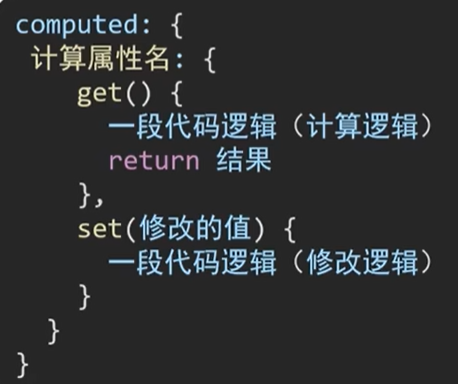 computed: {
计算属性名: {
get() {
一段代码逻辑（计算逻辑）
return 结果
},
set(修改的值) {
一段代码逻辑（修改逻辑）
}
}
}